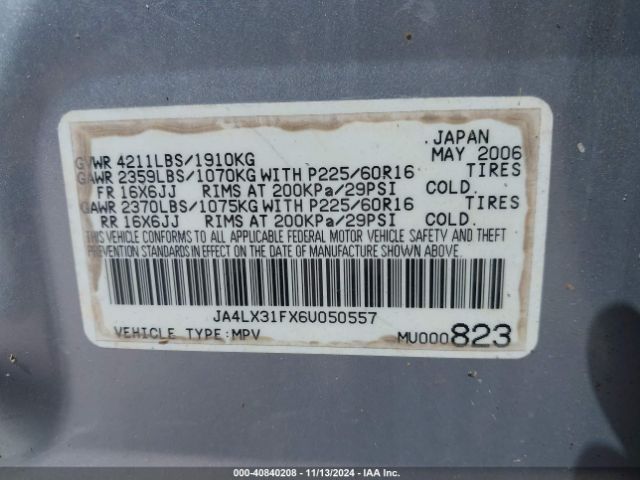 JAPAN
GVWR 4211LBS/1910KG MAY 2006
GAWR 2359LBS/1070KG WITH P225/60R16 TIRES
FR 16X6JJ RIMS AT 200KPa/29PSI COLD.
GAWR 2370LBS/1075KG WITH P225/60R16 TIRES
RR 16X6JJ RIMS AT 200KPa/29PSI COLD.
THIS VEHICLE CONFORMS TO ALL APPLICABLE FEDERAL MOTOR VEHICLE SAFETY AND THEFT
PREVENTION STANDARDS IN EFFECT ON THE DATE OF MANUFACTURE SHOWN ABOVE.
JA4LX31FX6U050557
VEHICLE TYPE:MPV MU000823
000-40840208 - 11/13/2024 - IAA Inc.